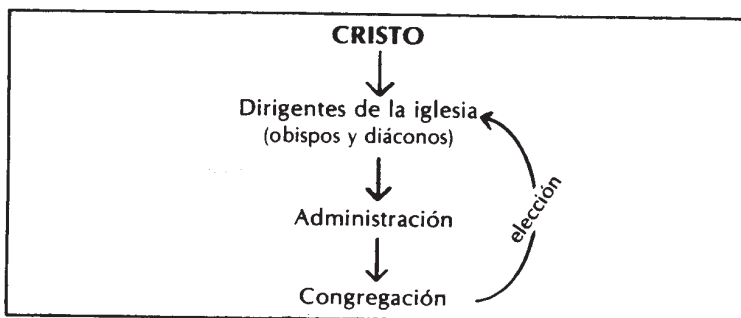 CRISTO
Dirigentes de la iglesia
(obispos y diáconos)
Administración
elección
Congregación